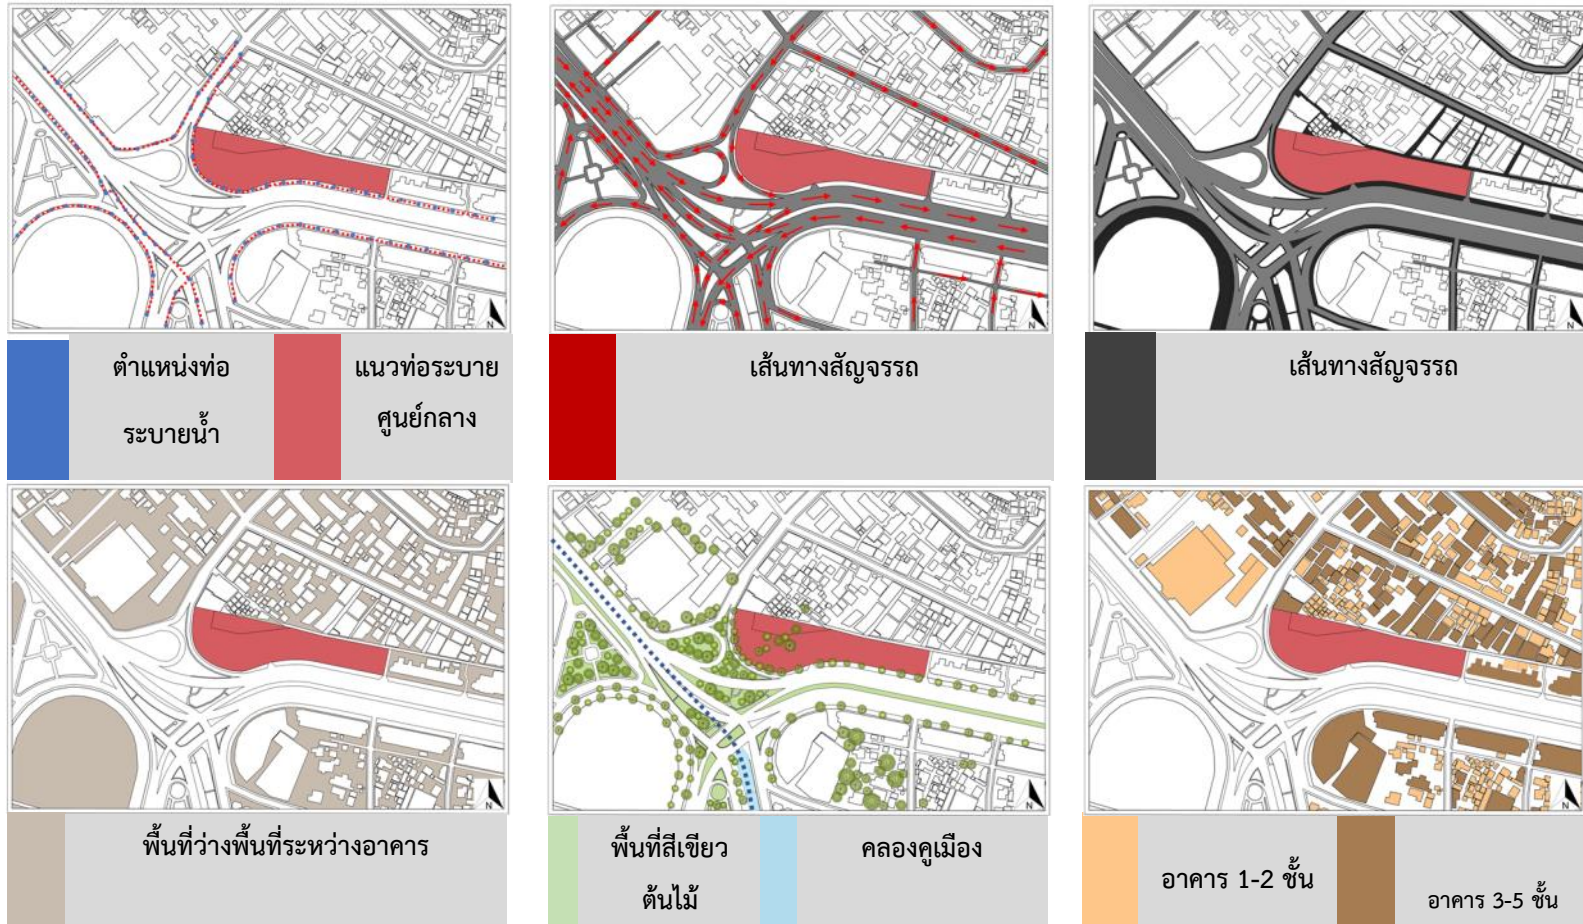 N
N
N
ตำแหน่งท่อ
ระบายน้ำ
แนวท่อระบาย
ศูนย์กลาง
เส้นทางสัญจรรถ
เส้นทางสัญจรรถ
N
N
N
พื้นที่ว่างพื้นที่ระหว่างอาคาร
พื้นที่สีเขียว
ต้นไม้
คลองคูเมือง
อาคาร 1-2 ชั้น
อาคาร 3-5 ชั้น